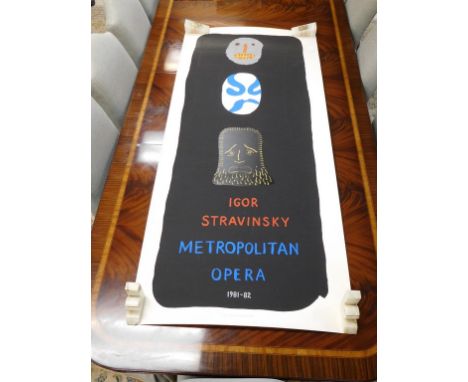 IGOR
STRAVINSKY
METROPOLITAN
OPERA
1981-82